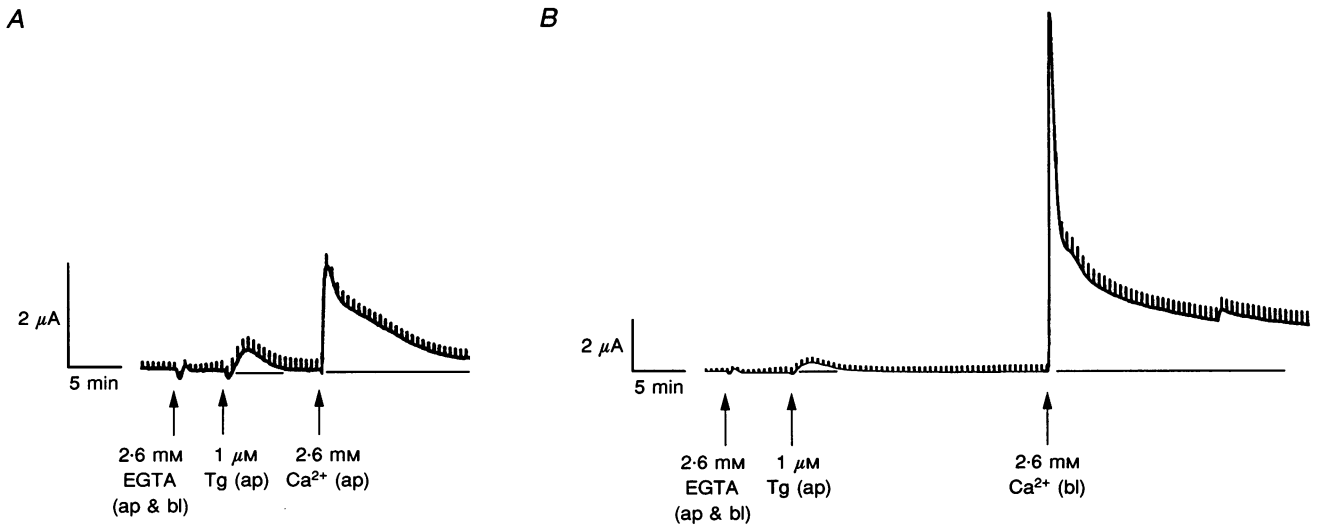 A
2 μA
5 min
2·6 mM
EGTA
(ap & bl)
1 μM
Tg (ap)
2·6 mM
Ca²⁺ (ap)
B
2 μA
5 min
2·6 mM
EGTA
(ap & bl)
1 μM
Tg (ap)
2·6 mM
Ca²⁺ (bl)